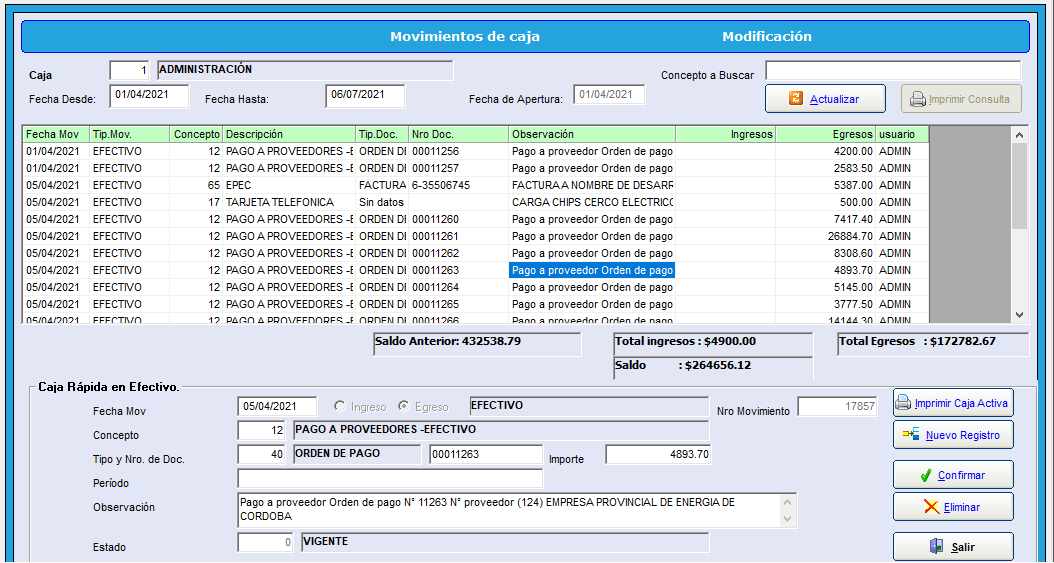 Movimientos de caja Modificación
Caja 1 ADMINISTRACIÓN Concepto a Buscar
Fecha Desde: 01/04/2021 Fecha Hasta: 06/07/2021 Fecha de Apertura: 01/04/2021 Actualizar Imprimir Consulta
Fecha Mov Tip.Mov. Concepto Descripción Tip.Doc. Nro Doc. Observación Ingresos Egresos usuario
01/04/2021 EFECTIVO 12 PAGO A PROVEEDORES -E ORDEN DI 00011256 Pago a proveedor Orden de pago 4200.00 ADMIN
01/04/2021 EFECTIVO 12 PAGO A PROVEEDORES -E ORDEN DI 00011257 Pago a proveedor Orden de pago 2583.50 ADMIN
05/04/2021 EFECTIVO 65 EPEC FACTURA 6-35506745 FACTURA A NOMBRE DE DESARR 5387.00 ADMIN
05/04/2021 EFECTIVO 17 TARJETA TELEFONICA Sin datos CARGA CHIPS CERCO ELECTRICO 500.00 ADMIN
05/04/2021 EFECTIVO 12 PAGO A PROVEEDORES -E ORDEN DI 00011260 Pago a proveedor Orden de pago 7417.40 ADMIN
05/04/2021 EFECTIVO 12 PAGO A PROVEEDORES -E ORDEN DI 00011261 Pago a proveedor Orden de pago 26884.70 ADMIN
05/04/2021 EFECTIVO 12 PAGO A PROVEEDORES -E ORDEN DI 00011262 Pago a proveedor Orden de pago 8308.60 ADMIN
05/04/2021 EFECTIVO 12 PAGO A PROVEEDORES -E ORDEN DI 00011263 Pago a proveedor Orden de pago 4893.70 ADMIN
05/04/2021 EFECTIVO 12 PAGO A PROVEEDORES -E ORDEN DI 00011264 Pago a proveedor Orden de pago 5145.00 ADMIN
05/04/2021 EFECTIVO 12 PAGO A PROVEEDORES -E ORDEN DI 00011265 Pago a proveedor Orden de pago 3777.50 ADMIN
05/04/2021 EFECTIVO 12 PAGO A PROVEEDORES -E ORDEN DI 00011266 Pago a proveedor Orden de pago 14144.30 ADMIN
Saldo Anterior: 432538.79 Total ingresos : $4900.00 Total Egresos : $172782.67
Saldo : $264656.12
Caja Rápida en Efectivo.
Fecha Mov 05/04/2021 Ingreso Egreso EFECTIVO Nro Movimiento 17857 Imprimir Caja Activa
Concepto 12 PAGO A PROVEEDORES -EFECTIVO Nuevo Registro
Tipo y Nro. de Doc. 40 ORDEN DE PAGO 00011263 Importe 4893.70
Período Confirmar
Observación Pago a proveedor Orden de pago N° 11263 N° proveedor (124) EMPRESA PROVINCIAL DE ENERGIA DE
CORDOBA
Eliminar
Estado 0 VIGENTE Salir